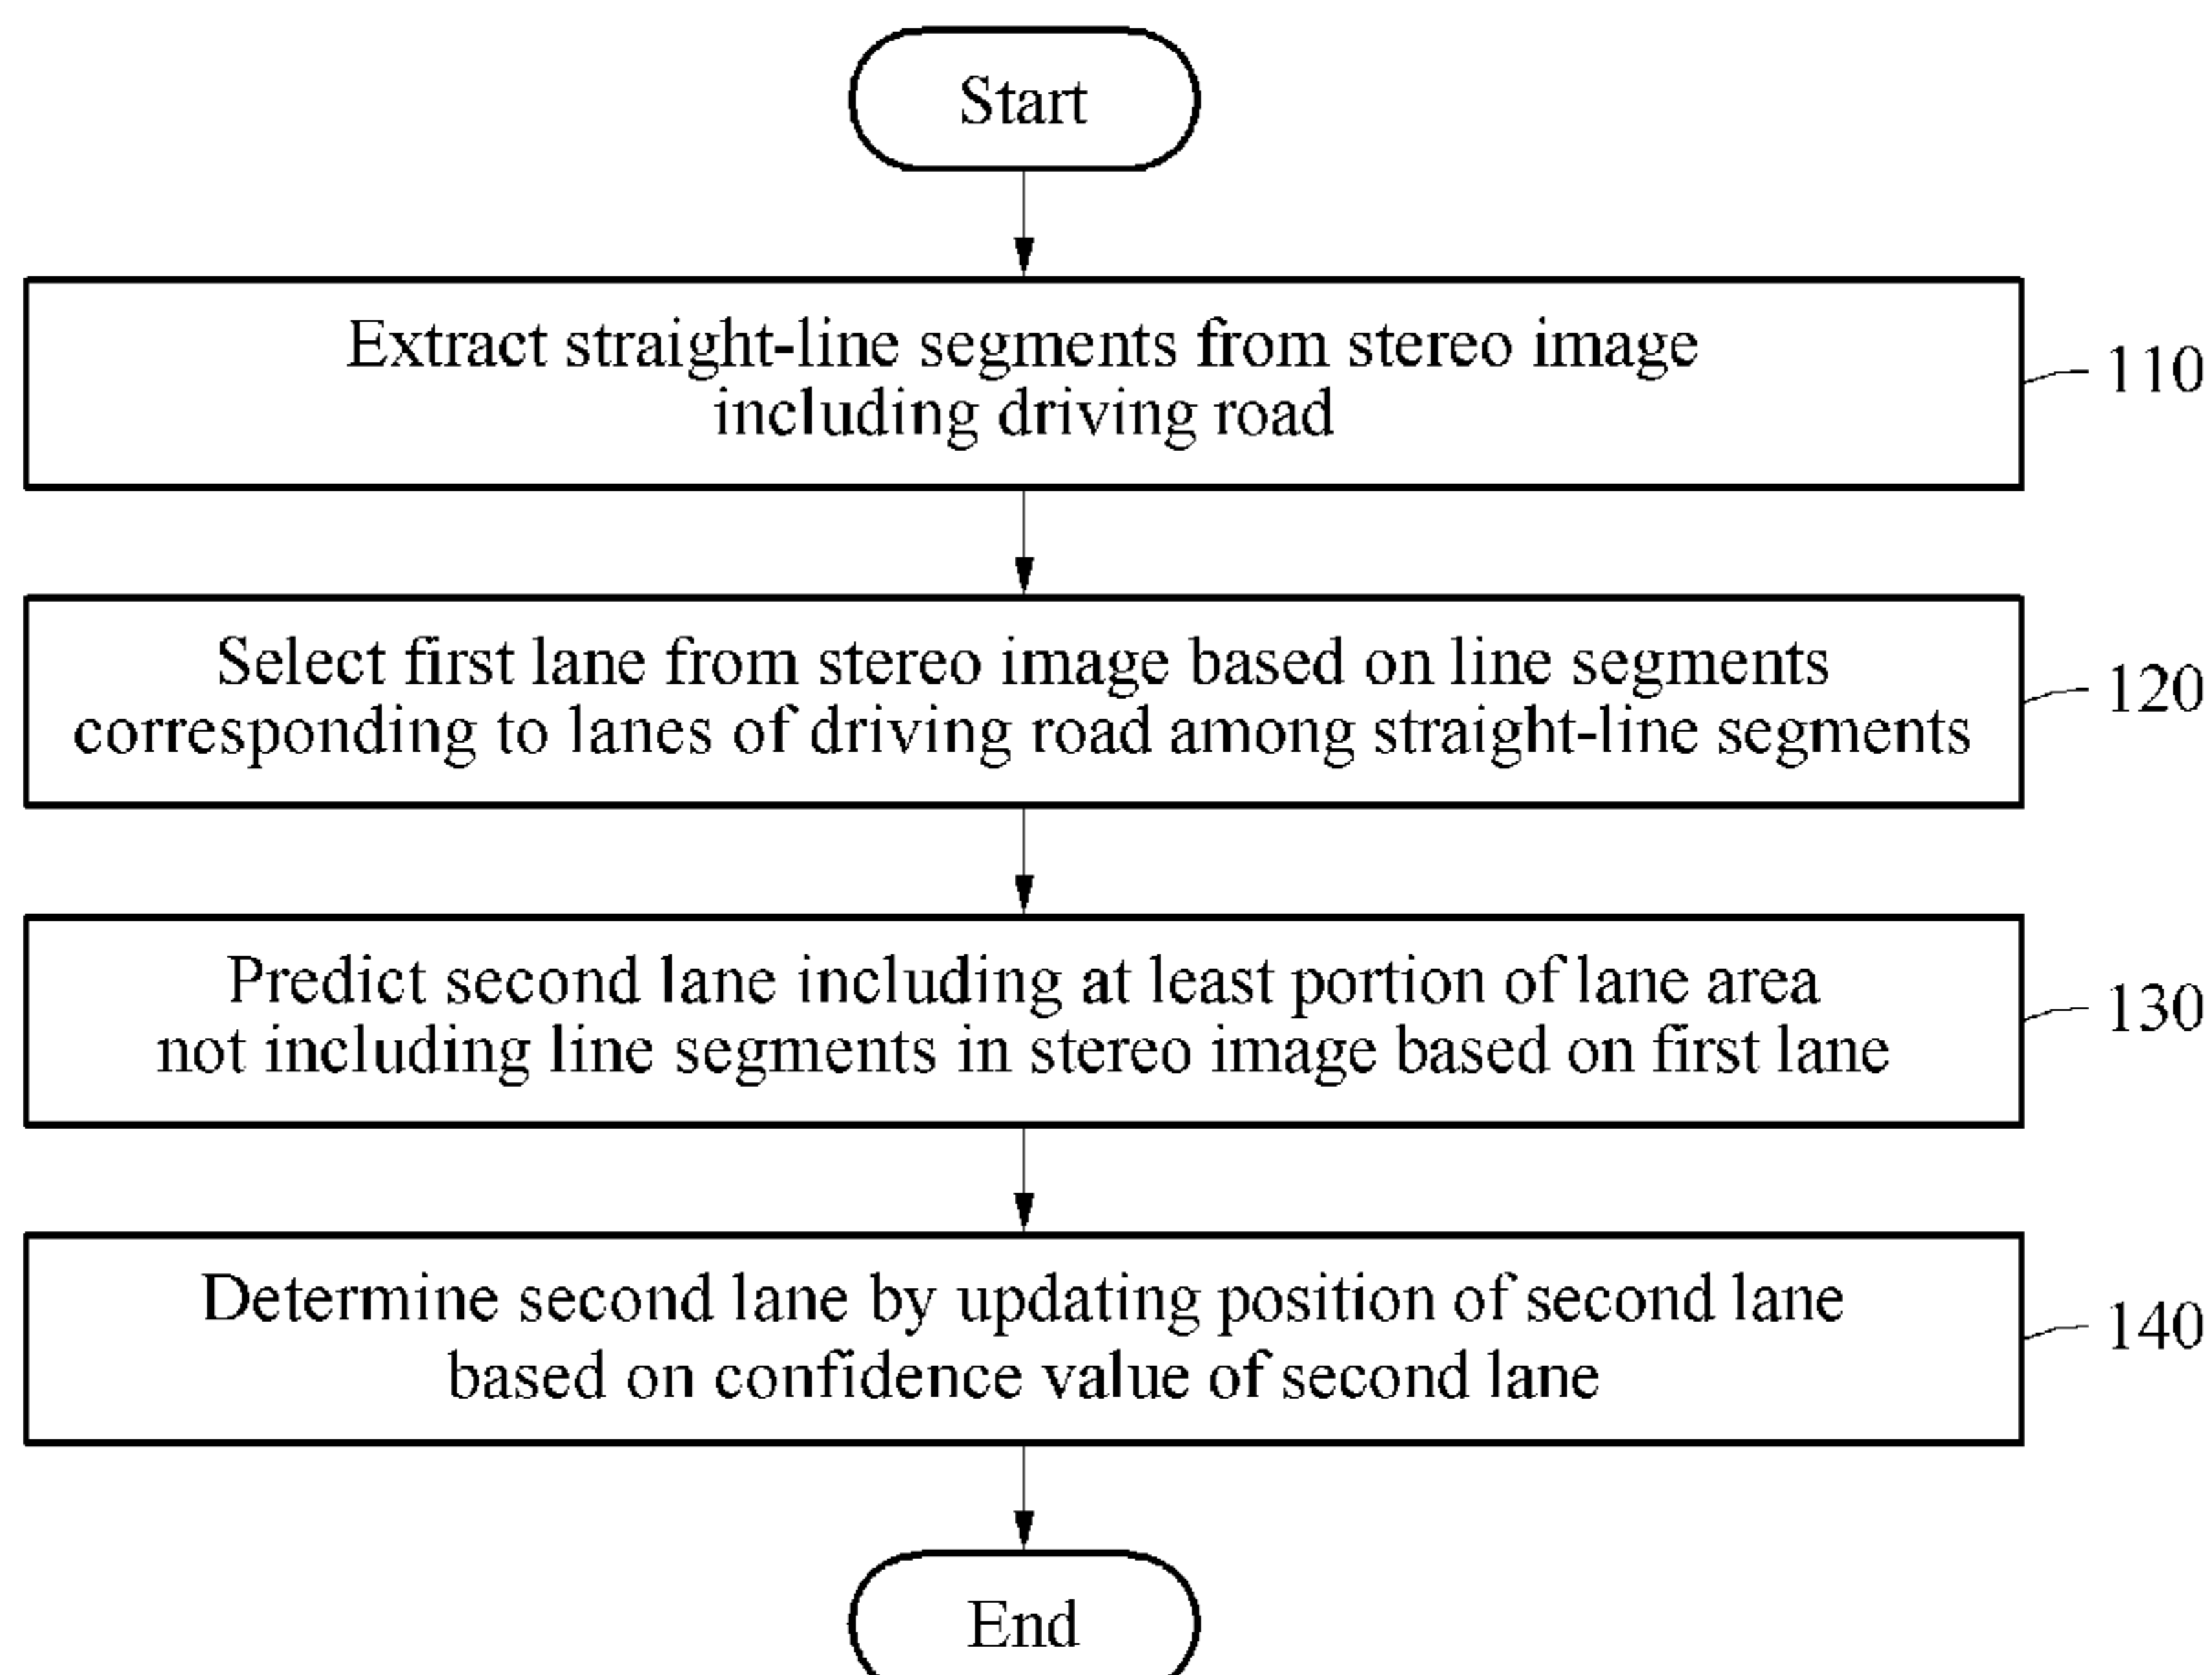 Start
Extract straight-line segments from stereo image
including driving road
110
Select first lane from stereo image based on line segments
corresponding to lanes of driving road among straight-line segments
120
Predict second lane including at least portion of lane area
not including line segments in stereo image based on first lane
130
Determine second lane by updating position of second lane
based on confidence value of second lane
140
End